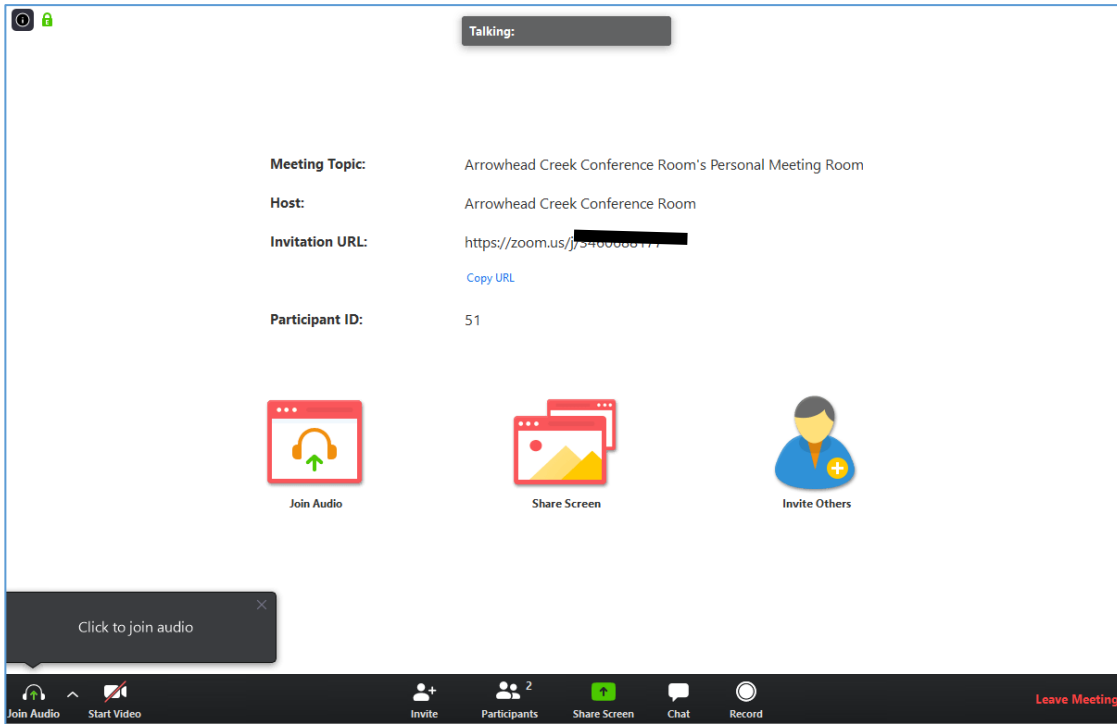 Talking:
Meeting Topic: Arrowhead Creek Conference Room's Personal Meeting Room
Host: Arrowhead Creek Conference Room
Invitation URL: https://zoom.us/j/
Copy URL
Participant ID: 51
Join Audio Share Screen Invite Others
Click to join audio
2
Join Audio Start Video Invite Participants Share Screen Chat Record Leave Meeting